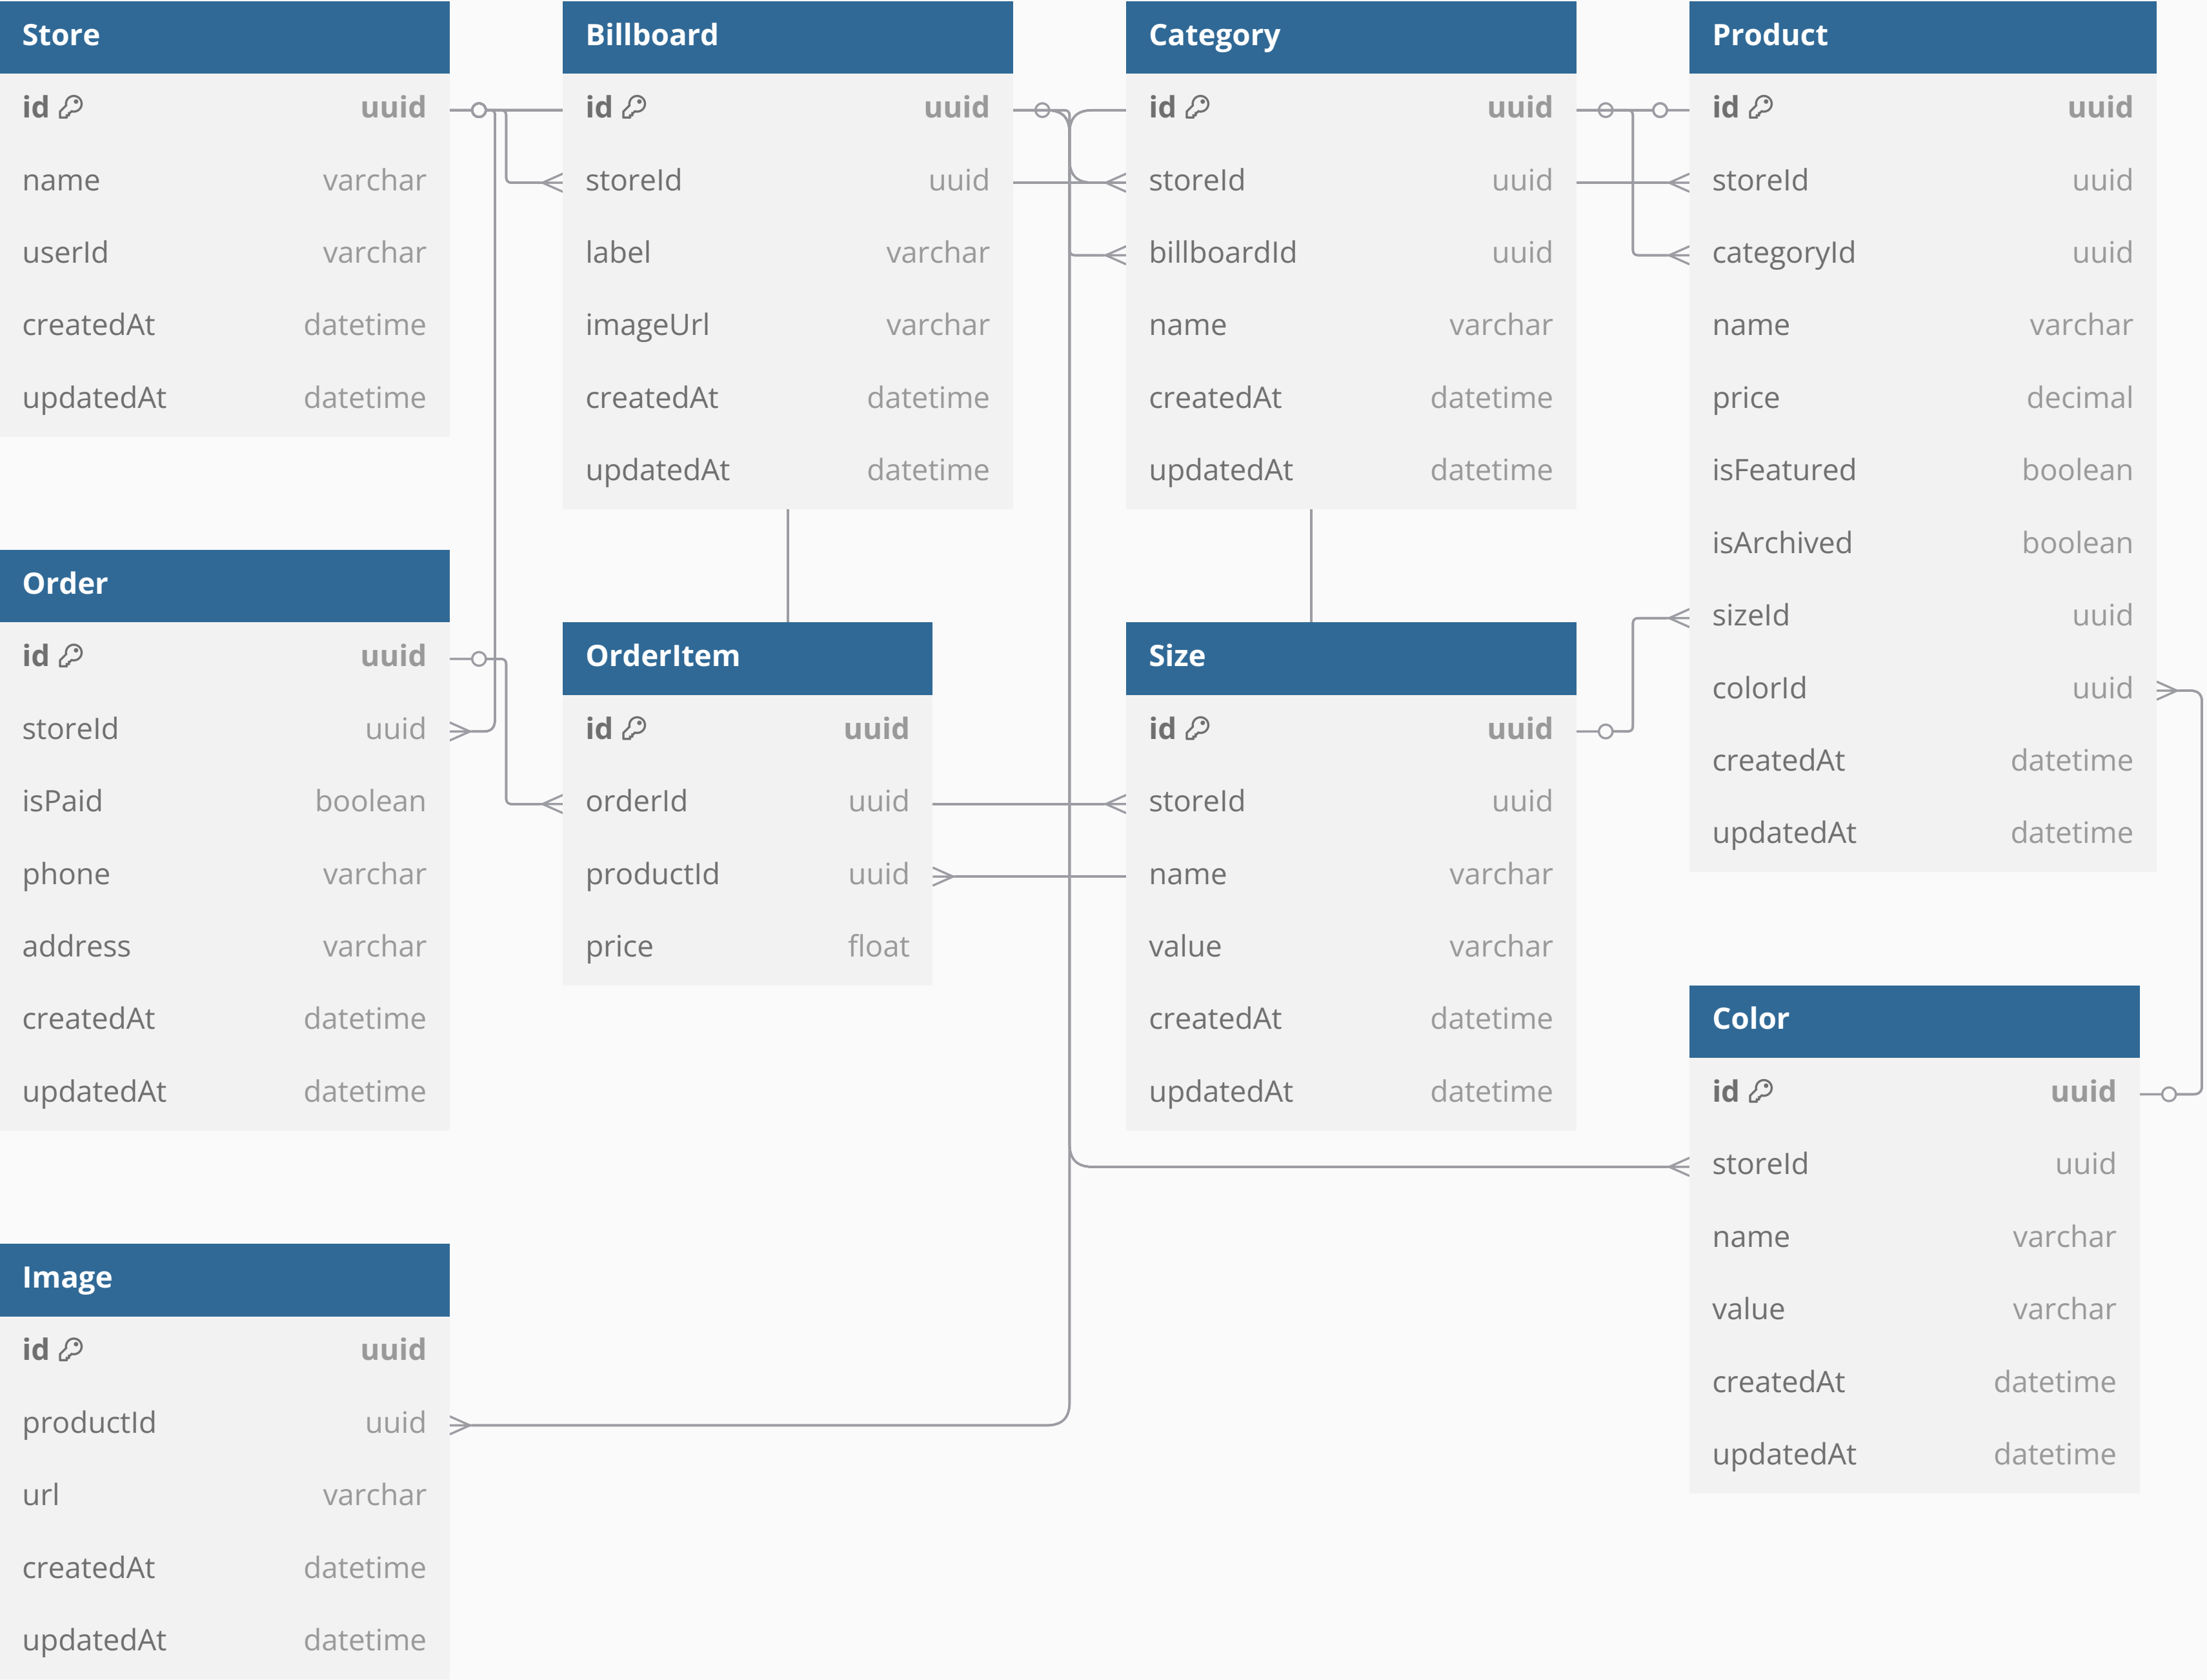 Store
id uuid
name varchar
userId varchar
createdAt datetime
updatedAt datetime
Billboard
id uuid
storeId uuid
label varchar
imageUrl varchar
createdAt datetime
updatedAt datetime
Category
id uuid
storeId uuid
billboardId uuid
name varchar
createdAt datetime
updatedAt datetime
Product
id uuid
storeId uuid
categoryId uuid
name varchar
price decimal
isFeatured boolean
isArchived boolean
sizeId uuid
colorId uuid
createdAt datetime
updatedAt datetime
Order
id uuid
storeId uuid
isPaid boolean
phone varchar
address varchar
createdAt datetime
updatedAt datetime
OrderItem
id uuid
orderId uuid
productId uuid
price float
Size
id uuid
storeId uuid
name varchar
value varchar
createdAt datetime
updatedAt datetime
Color
id uuid
storeId uuid
name varchar
value varchar
createdAt datetime
updatedAt datetime
Image
id uuid
productId uuid
url varchar
createdAt datetime
updatedAt datetime